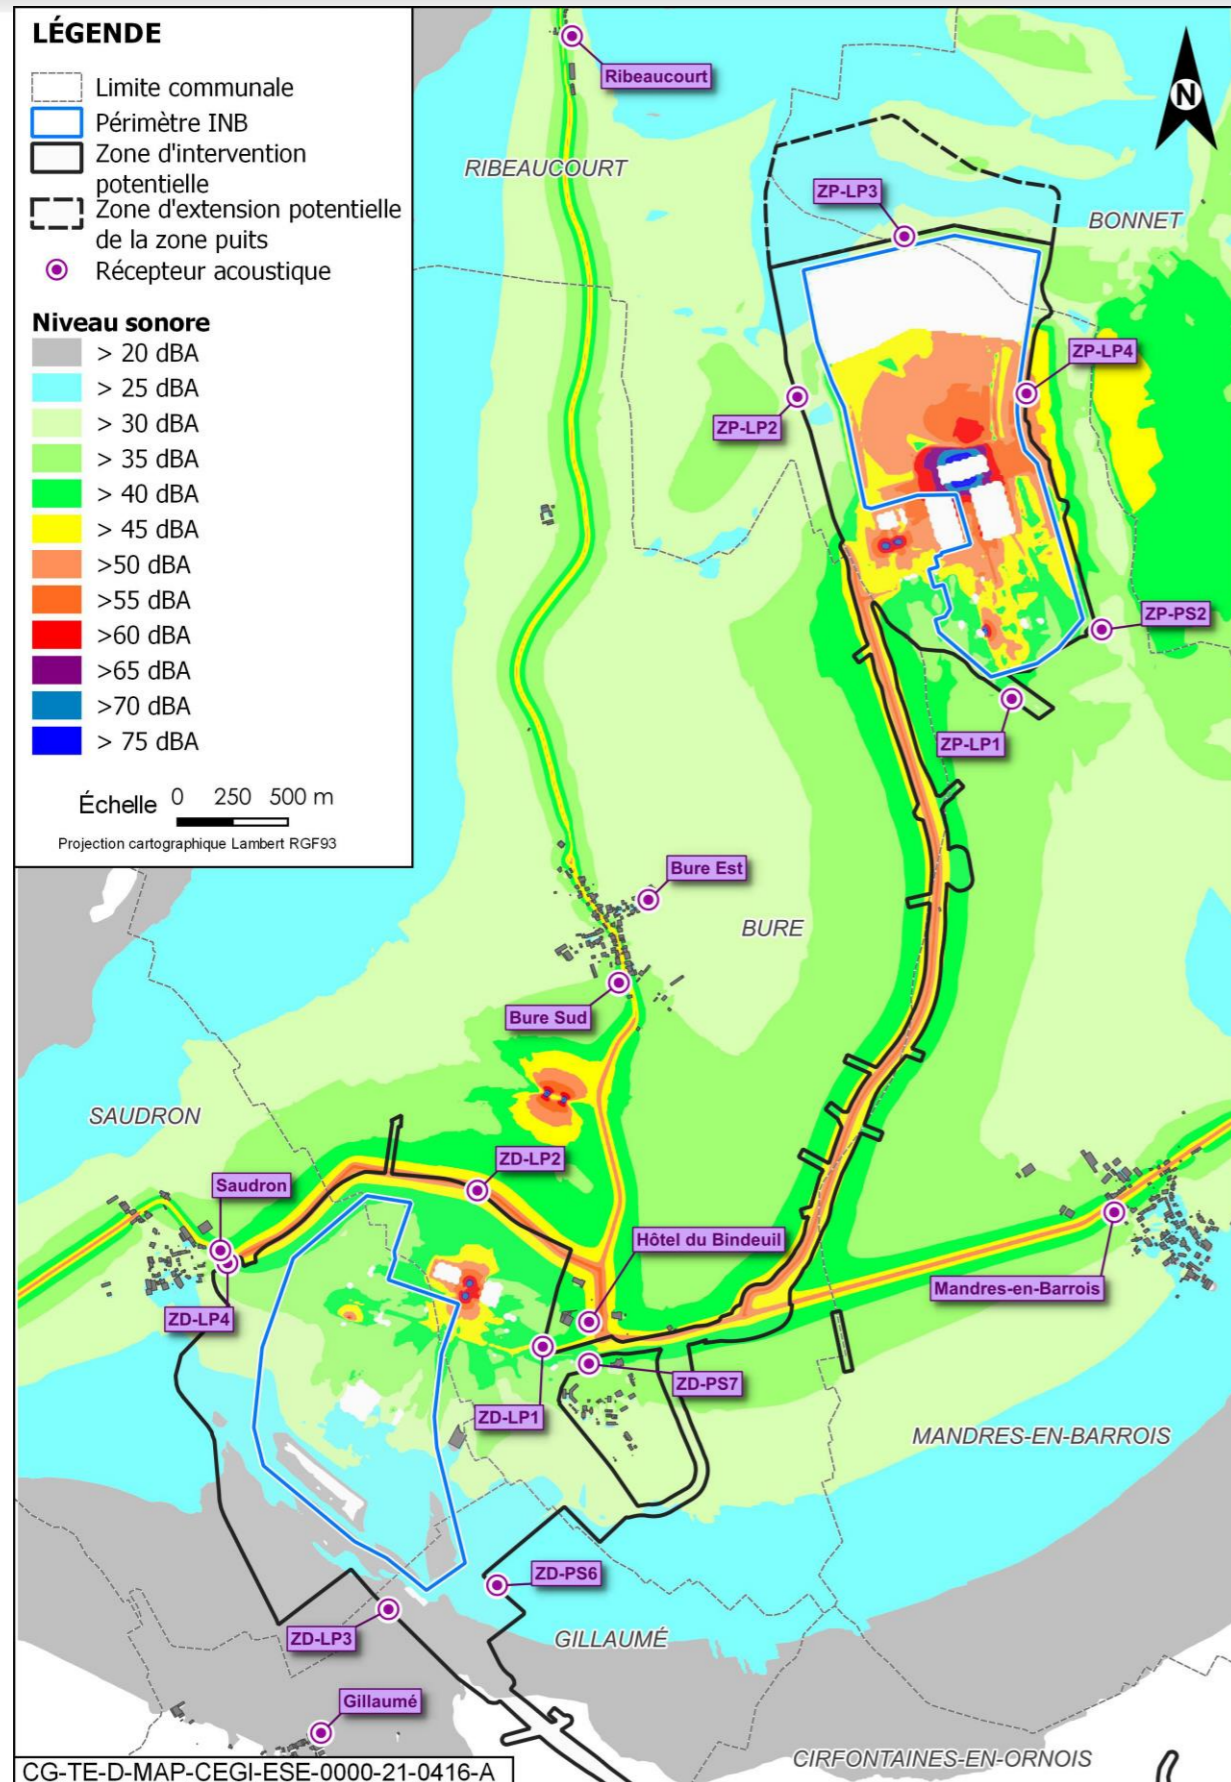 LÉGENDE
Limite communale
Périmètre INB
Zone d'intervention
potentielle
Zone d'extension potentielle
de la zone puits
Récepteur acoustique
Niveau sonore
> 20 dBA
> 25 dBA
> 30 dBA
> 35 dBA
> 40 dBA
> 45 dBA
>50 dBA
>55 dBA
>60 dBA
>65 dBA
>70 dBA
> 75 dBA
Échelle 0 250 500 m
Projection cartographique Lambert RGF93
N
Ribeaucourt
RIBEAUCOURT
ZP-LP3
BONNET
ZP-LP4
ZP-LP2
ZP-PS2
ZP-LP1
Bure Est
BURE
Bure Sud
SAUDRON
ZD-LP2
Saudron
Hôtel du Bindeuil
Mandres-en-Barrois
ZD-LP4
ZD-PS7
ZD-LP1
MANDRES-EN-BARROIS
ZD-PS6
ZD-LP3
GILLAUMÉ
Gillaumé
CIRFONTAINES-EN-ORNOIS
CG-TE-D-MAP-CEGI-ESE-0000-21-0416-A